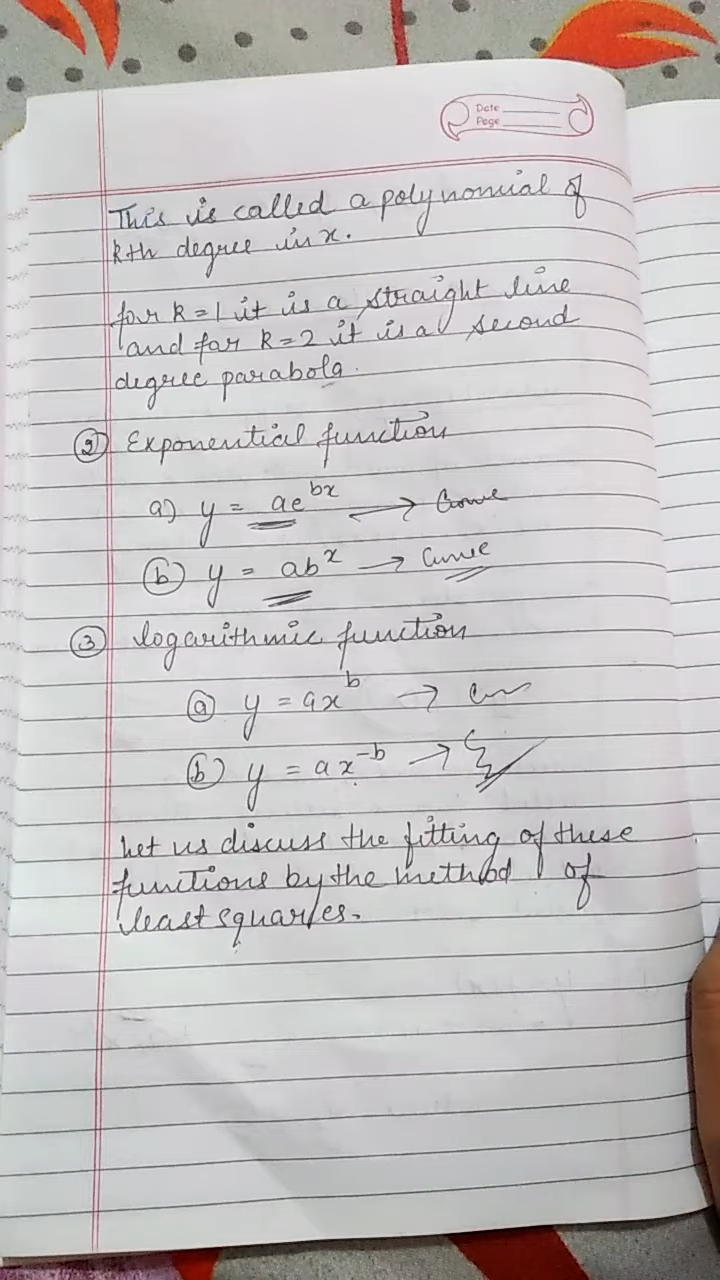 Date
Page
This is called a polynomial of
kth degree in x.
for k = 1 it is a straight line
and for k = 2 it is a second
degree parabola.
② Exponential function
a) y = ae^bx → Curve
ⓑ y = ab^x → Curve
③ logarithmic function
ⓐ y = ax^b →
ⓑ y = ax^-b →
Let us discuss the fitting of these
functions by the method of
least squares.